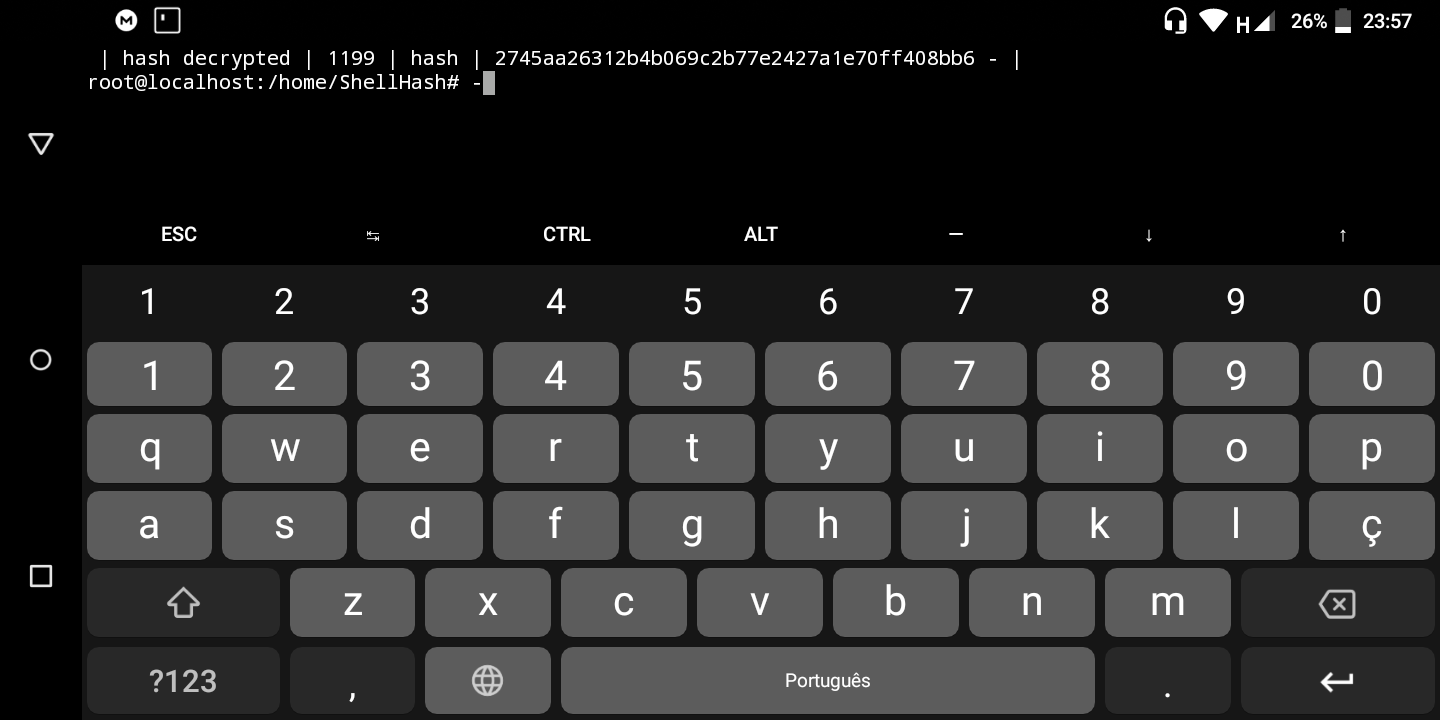 H 26% 23:57
| hash decrypted | 1199 | hash | 2745aa26312b4b069c2b77e2427a1e70ff408bb6 - |
root@localhost:/home/ShellHash# -
ESC ↹ CTRL ALT — ↓ ↑
1 2 3 4 5 6 7 8 9 0
1 2 3 4 5 6 7 8 9 0
q w e r t y u i o p
a s d f g h j k l ç
z x c v b n m
?123 , Português .